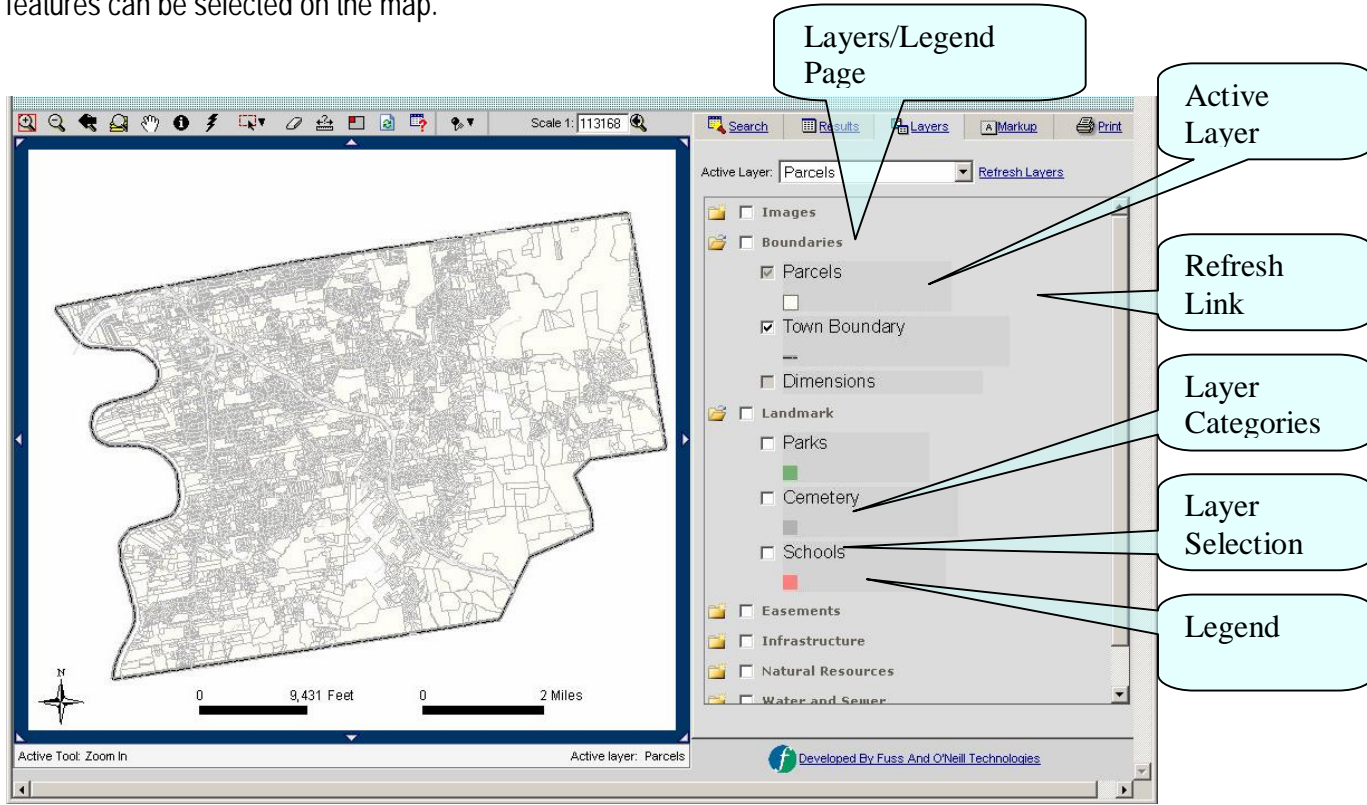 features can be selected on the map.
Layers/Legend
Page
Active
Layer
Refresh
Link
Layer
Categories
Layer
Selection
Legend
Scale 1: 113168
Search
Results
Layers
A Markup
Print
Active Layer: Parcels
Refresh Layers
Images
Boundaries
Parcels
Town Boundary
Dimensions
Landmark
Parks
Cemetery
Schools
Easements
Infrastructure
Natural Resources
Water and Sewer
N
0 9,431 Feet 0 2 Miles
Active Tool: Zoom In
Active layer: Parcels
f Developed By Fuss And O'Neill Technologies